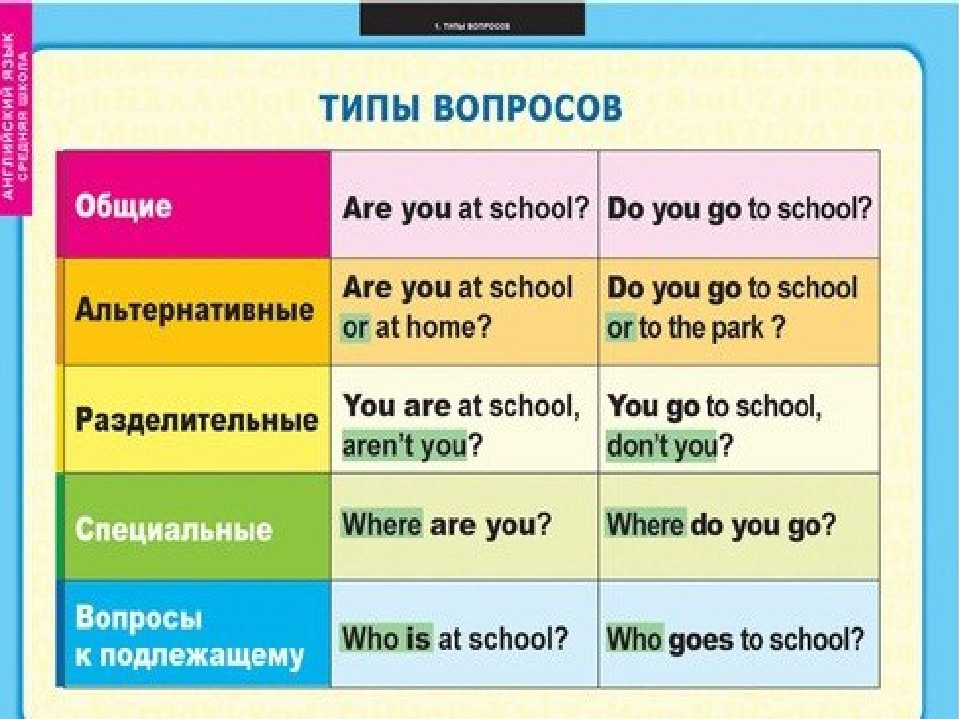 1. ТИПЫ ВОПРОСОВ
АНГЛИЙСКИЙ ЯЗЫК
СРЕДНЯЯ ШКОЛА
ТИПЫ ВОПРОСОВ
Общие
Are you at school?
Do you go to school?
Альтернативные
Are you at school
or at home?
Do you go to school
or to the park ?
Разделительные
You are at school,
aren't you?
You go to school,
don't you?
Специальные
Where are you?
Where do you go?
Вопросы
к подлежащему
Who is at school?
Who goes to school?